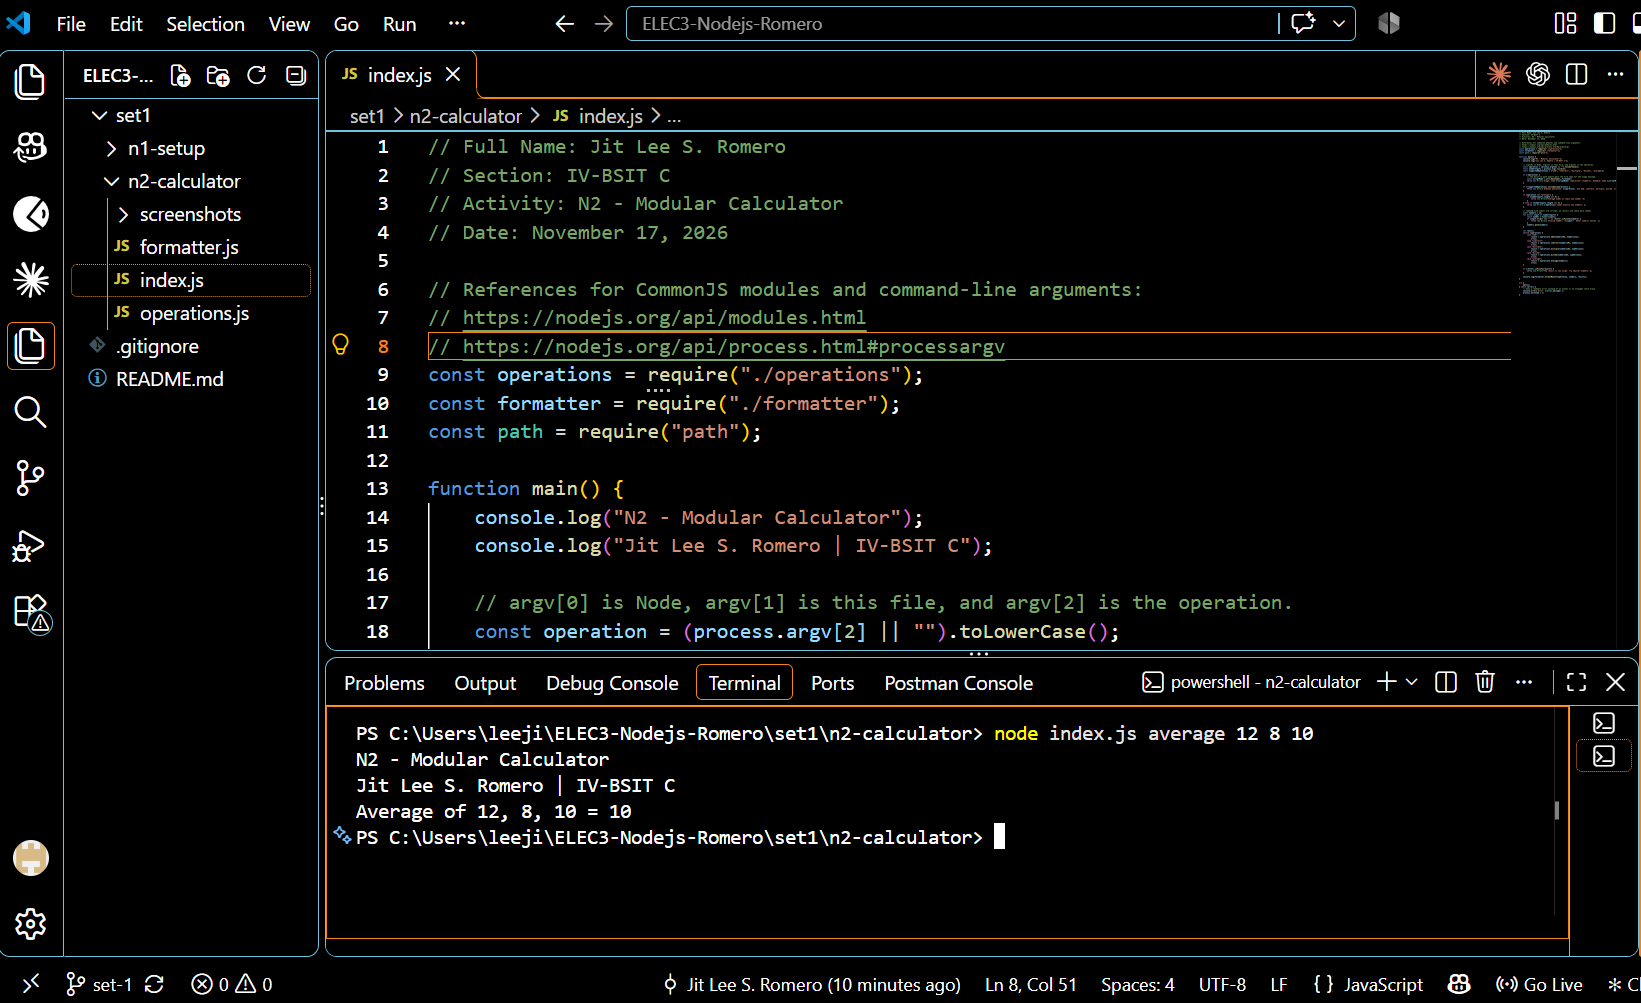 File Edit Selection View Go Run ··· ELEC3-Nodejs-Romero
ELEC3-...
set1
n1-setup
n2-calculator
screenshots
JS formatter.js
JS index.js
JS operations.js
.gitignore
README.md
JS index.js
set1 > n2-calculator > JS index.js > ...
1 // Full Name: Jit Lee S. Romero
2 // Section: IV-BSIT C
3 // Activity: N2 - Modular Calculator
4 // Date: November 17, 2026
5
6 // References for CommonJS modules and command-line arguments:
7 // https://nodejs.org/api/modules.html
8 // https://nodejs.org/api/process.html#processargv
9 const operations = require("./operations");
10 const formatter = require("./formatter");
11 const path = require("path");
12
13 function main() {
14 console.log("N2 - Modular Calculator");
15 console.log("Jit Lee S. Romero | IV-BSIT C");
16
17 // argv[0] is Node, argv[1] is this file, and argv[2] is the operation.
18 const operation = (process.argv[2] || "").toLowerCase();
Problems Output Debug Console Terminal Ports Postman Console powershell - n2-calculator
PS C:\Users\leeji\ELEC3-Nodejs-Romero\set1\n2-calculator> node index.js average 12 8 10
N2 - Modular Calculator
Jit Lee S. Romero | IV-BSIT C
Average of 12, 8, 10 = 10
PS C:\Users\leeji\ELEC3-Nodejs-Romero\set1\n2-calculator>
set-1 0 0 Jit Lee S. Romero (10 minutes ago) Ln 8, Col 51 Spaces: 4 UTF-8 LF { } JavaScript Go Live